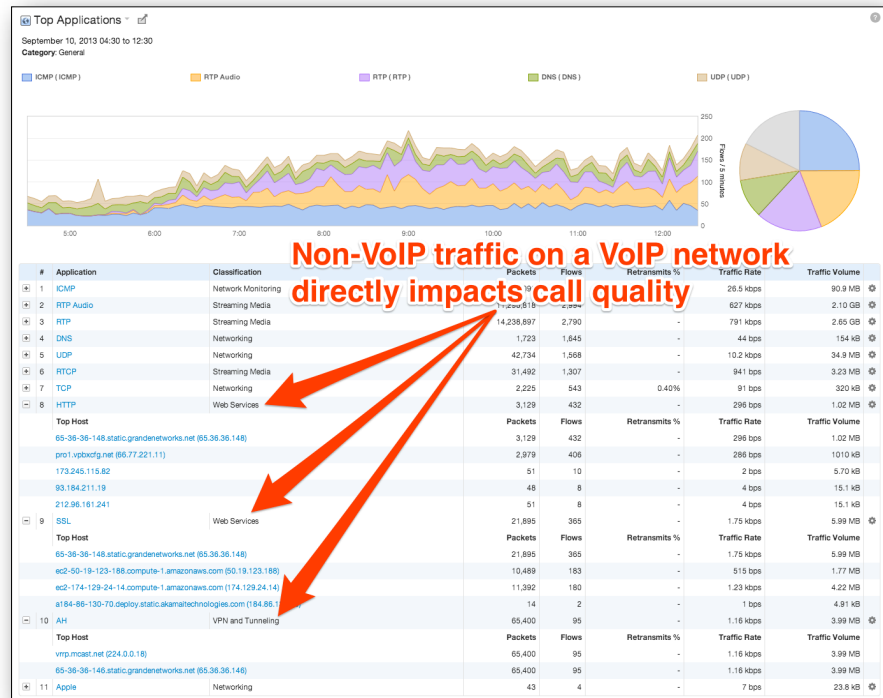 Top Applications
September 10, 2013 04:30 to 12:30
Category: General
ICMP ( ICMP ) RTP Audio RTP ( RTP ) DNS ( DNS ) UDP ( UDP )
250
200
150
100
50
0
Flows / 5 minutes
5:00 6:00 7:00 8:00 9:00 10:00 11:00 12:00
Non-VoIP traffic on a VoIP network
directly impacts call quality
# Application Classification Packets Flows Retransmits % Traffic Rate Traffic Volume
1 ICMP Network Monitoring 26.5 kbps 90.9 MB
2 RTP Audio Streaming Media 627 kbps 2.10 GB
3 RTP Streaming Media 14,238,897 2,790 - 791 kbps 2.65 GB
4 DNS Networking 1,723 1,645 - 44 bps 154 kB
5 UDP Networking 42,734 1,568 - 10.2 kbps 34.9 MB
6 RTCP Streaming Media 31,492 1,307 - 941 bps 3.23 MB
7 TCP Networking 2,225 543 0.40% 91 bps 320 kB
8 HTTP Web Services 3,129 432 - 296 bps 1.02 MB
Top Host Packets Flows Retransmits % Traffic Rate Traffic Volume
65-36-36-148.static.grandenetworks.net (65.36.36.148) 3,129 432 - 296 bps 1.02 MB
pro1.vpbxcfg.net (66.77.221.11) 2,979 406 - 286 bps 1010 kB
173.245.115.82 51 10 - 2 bps 5.70 kB
93.184.211.19 48 8 - 4 bps 15.1 kB
212.96.161.241 51 8 - 4 bps 15.1 kB
9 SSL Web Services 21,895 365 - 1.75 kbps 5.99 MB
Top Host Packets Flows Retransmits % Traffic Rate Traffic Volume
65-36-36-148.static.grandenetworks.net (65.36.36.148) 21,895 365 - 1.75 kbps 5.99 MB
ec2-50-19-123-188.compute-1.amazonaws.com (50.19.123.188) 10,489 183 - 515 bps 1.77 MB
ec2-174-129-24-14.compute-1.amazonaws.com (174.129.24.14) 11,392 180 - 1.23 kbps 4.22 MB
a184-86-130-70.deploy.static.akamaitechnologies.com 14 2 - 1 bps 4.91 kB
10 AH VPN and Tunneling 65,400 95 - 1.16 kbps 3.99 MB
Top Host Packets Flows Retransmits % Traffic Rate Traffic Volume
vrrp.mcast.net (224.0.0.18) 65,400 95 - 1.16 kbps 3.99 MB
65-36-36-146.static.grandenetworks.net (65.36.36.146) 65,400 95 - 1.16 kbps 3.99 MB
11 Apple Networking 43 4 - 7 bps 23.8 kB